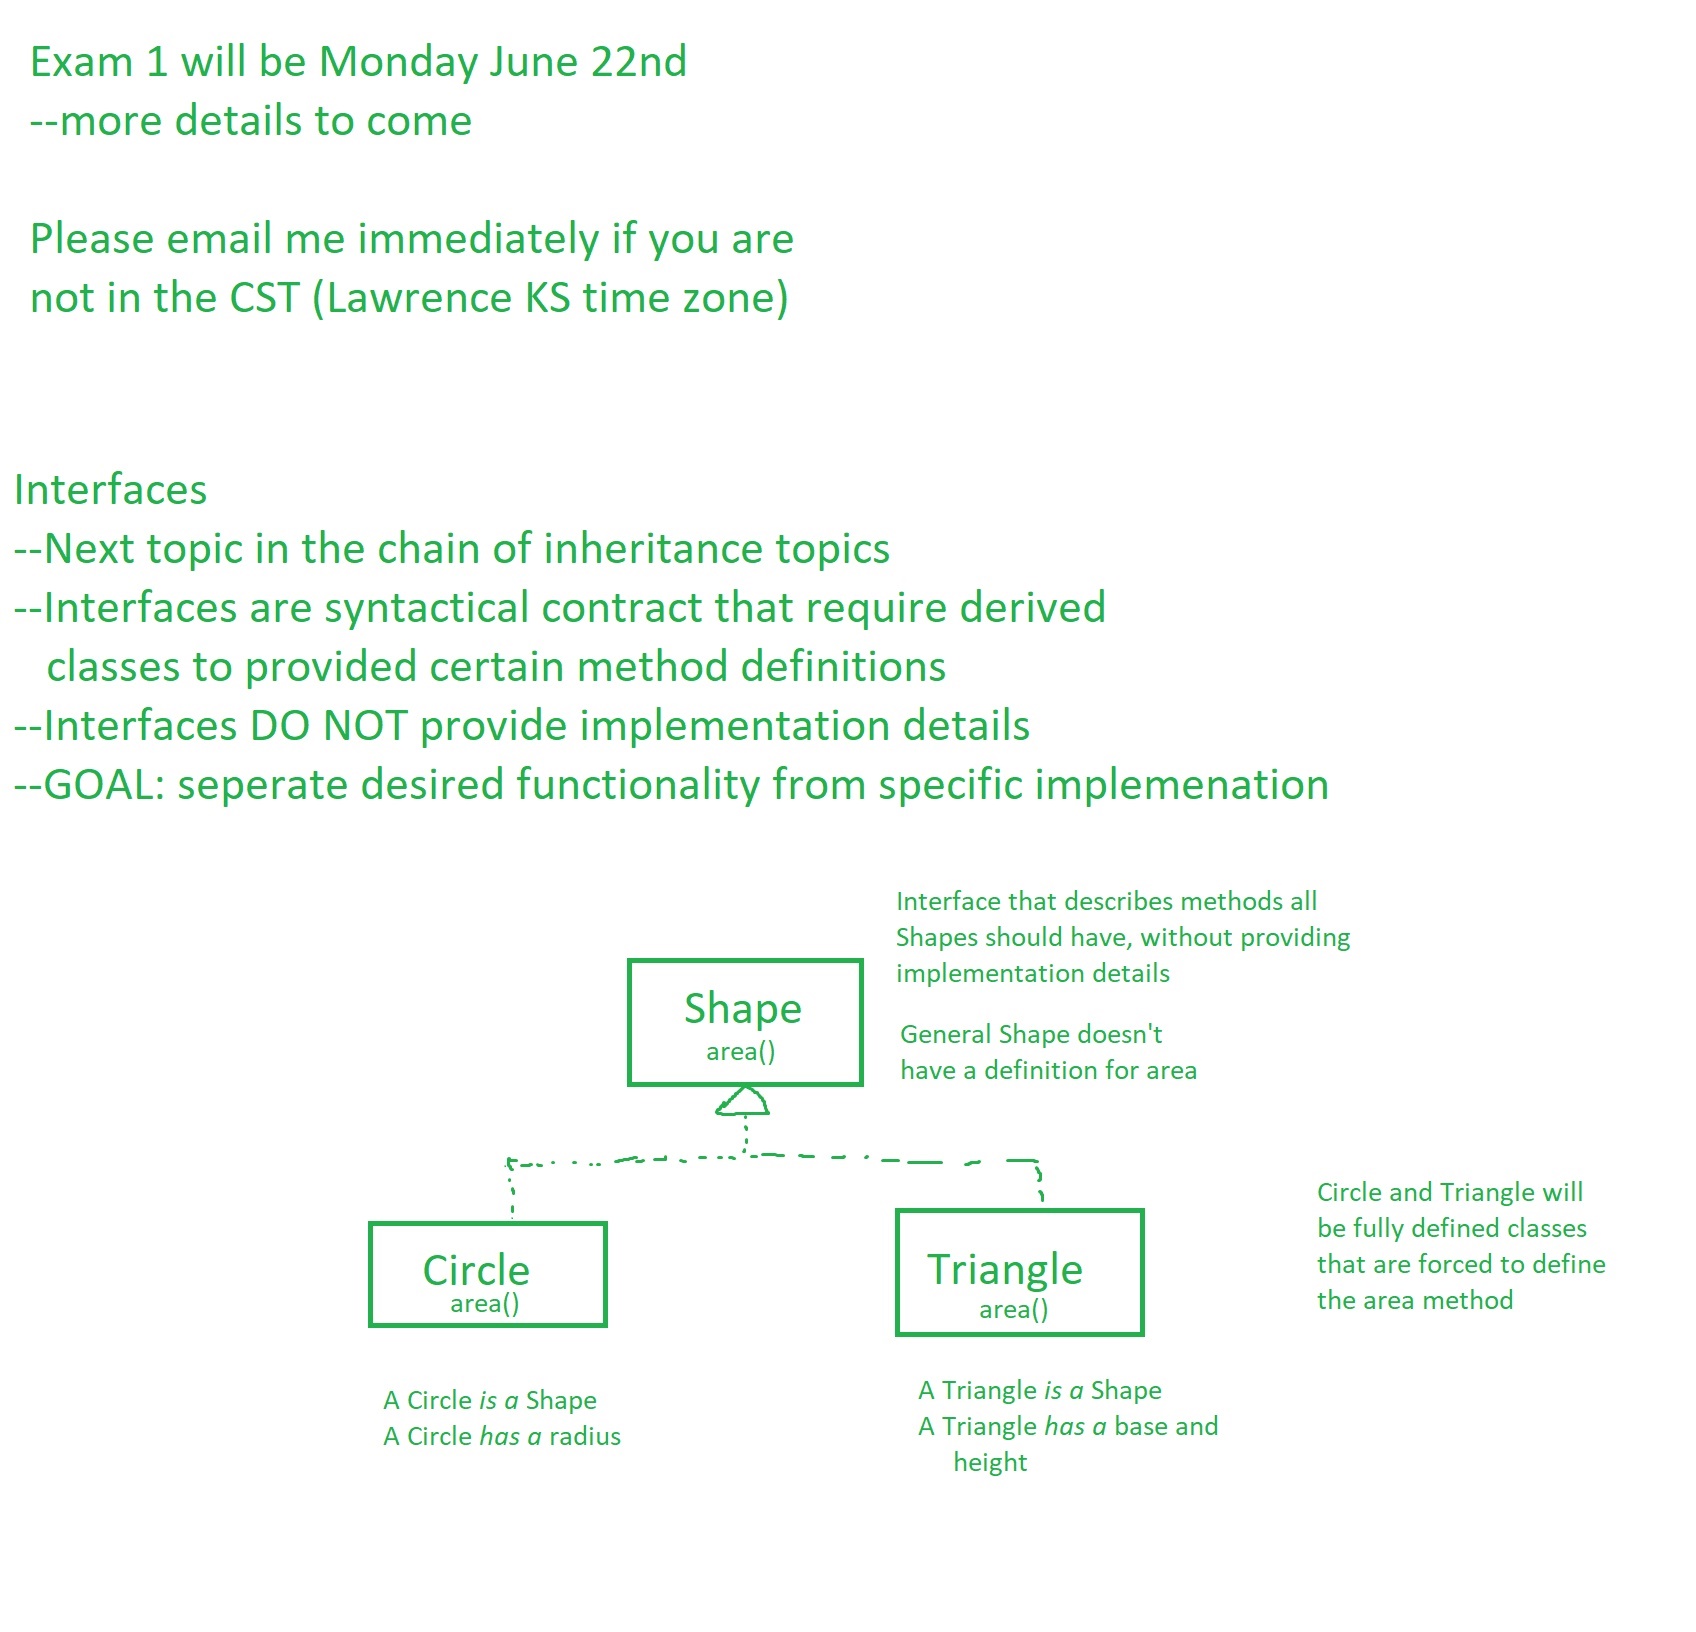 Exam 1 will be Monday June 22nd
--more details to come
Please email me immediately if you are
not in the CST (Lawrence KS time zone)
Interfaces
--Next topic in the chain of inheritance topics
--Interfaces are syntactical contract that require derived
classes to provided certain method definitions
--Interfaces DO NOT provide implementation details
--GOAL: seperate desired functionality from specific implemenation
Interface that describes methods all
Shapes should have, without providing
implementation details
Shape
area()
General Shape doesn't
have a definition for area
Circle
area()
Triangle
area()
Circle and Triangle will
be fully defined classes
that are forced to define
the area method
A Circle is a Shape
A Circle has a radius
A Triangle is a Shape
A Triangle has a base and
height